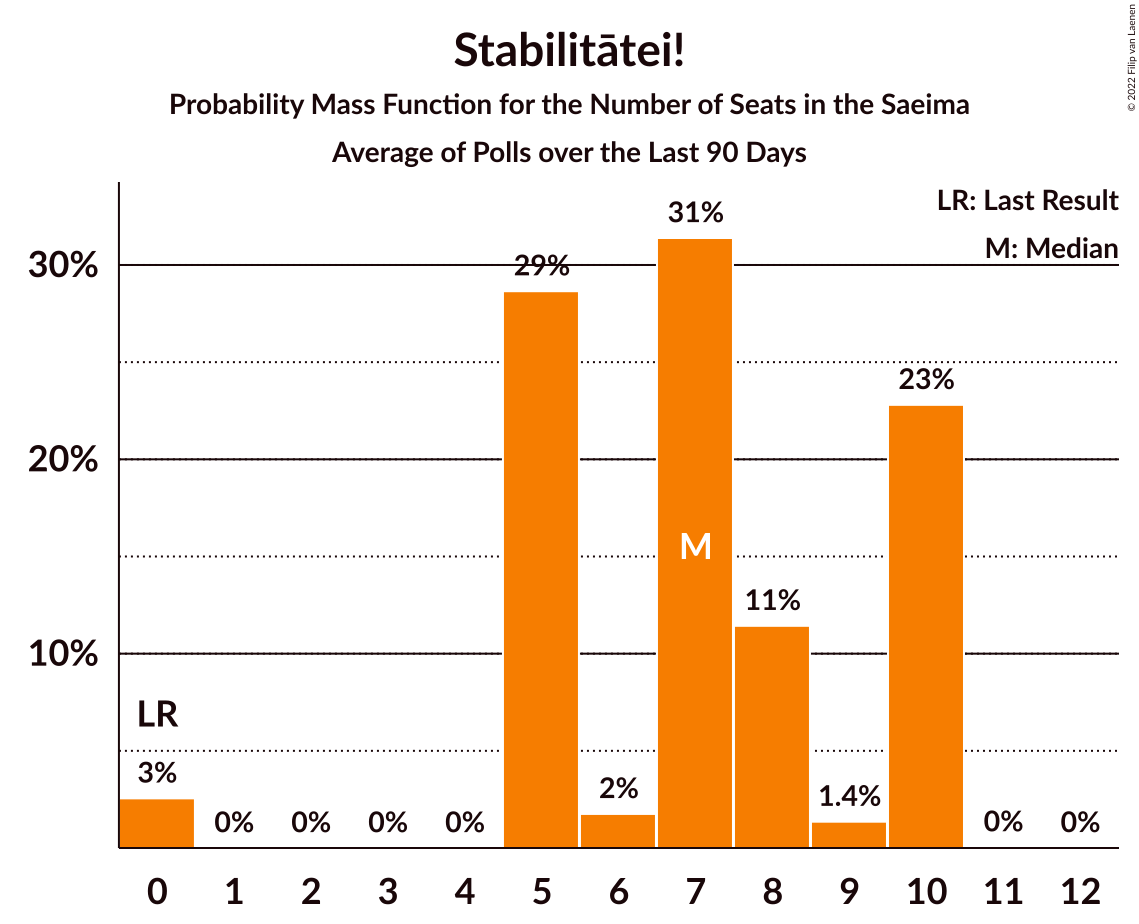 Stabilitātei!
Probability Mass Function for the Number of Seats in the Saeima
Average of Polls over the Last 90 Days
© 2022 Filip van Laenen
LR: Last Result
M: Median
30%
20%
10%
LR
3%
0%
0%
0%
0%
29%
2%
31%
M
11%
1.4%
23%
0%
0%
0 1 2 3 4 5 6 7 8 9 10 11 12